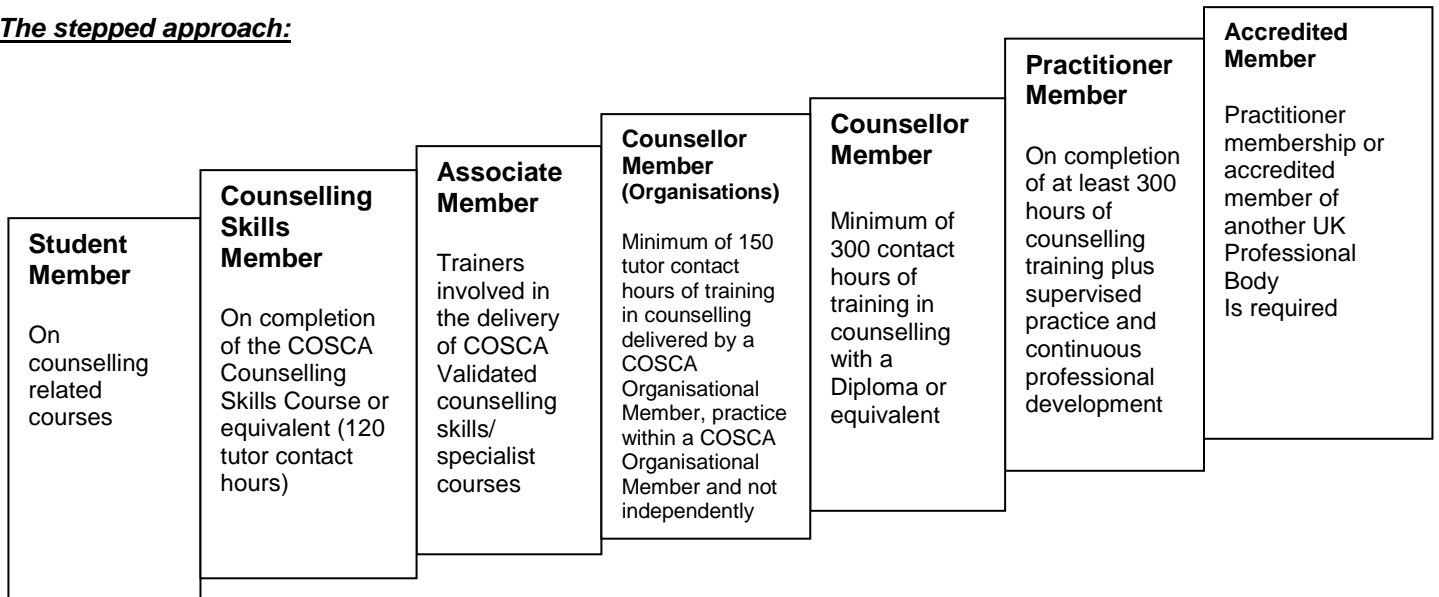 The stepped approach:
Student
Member
On
counselling
related
courses
Counselling
Skills
Member
On completion
of the COSCA
Counselling
Skills Course or
equivalent (120
tutor contact
hours)
Associate
Member
Trainers
involved in
the delivery
of COSCA
Validated
counselling
skills/
specialist
courses
Counsellor
Member
(Organisations)
Minimum of 150
tutor contact
hours of training
in counselling
delivered by a
COSCA
Organisational
Member, practice
within a COSCA
Organisational
Member and not
independently
Counsellor
Member
Minimum of
300 contact
hours of
training in
counselling
with a
Diploma or
equivalent
Practitioner
Member
On completion
of at least 300
hours of
counselling
training plus
supervised
practice and
continuous
professional
development
Accredited
Member
Practitioner
membership or
accredited
member of
another UK
Professional
Body
Is required